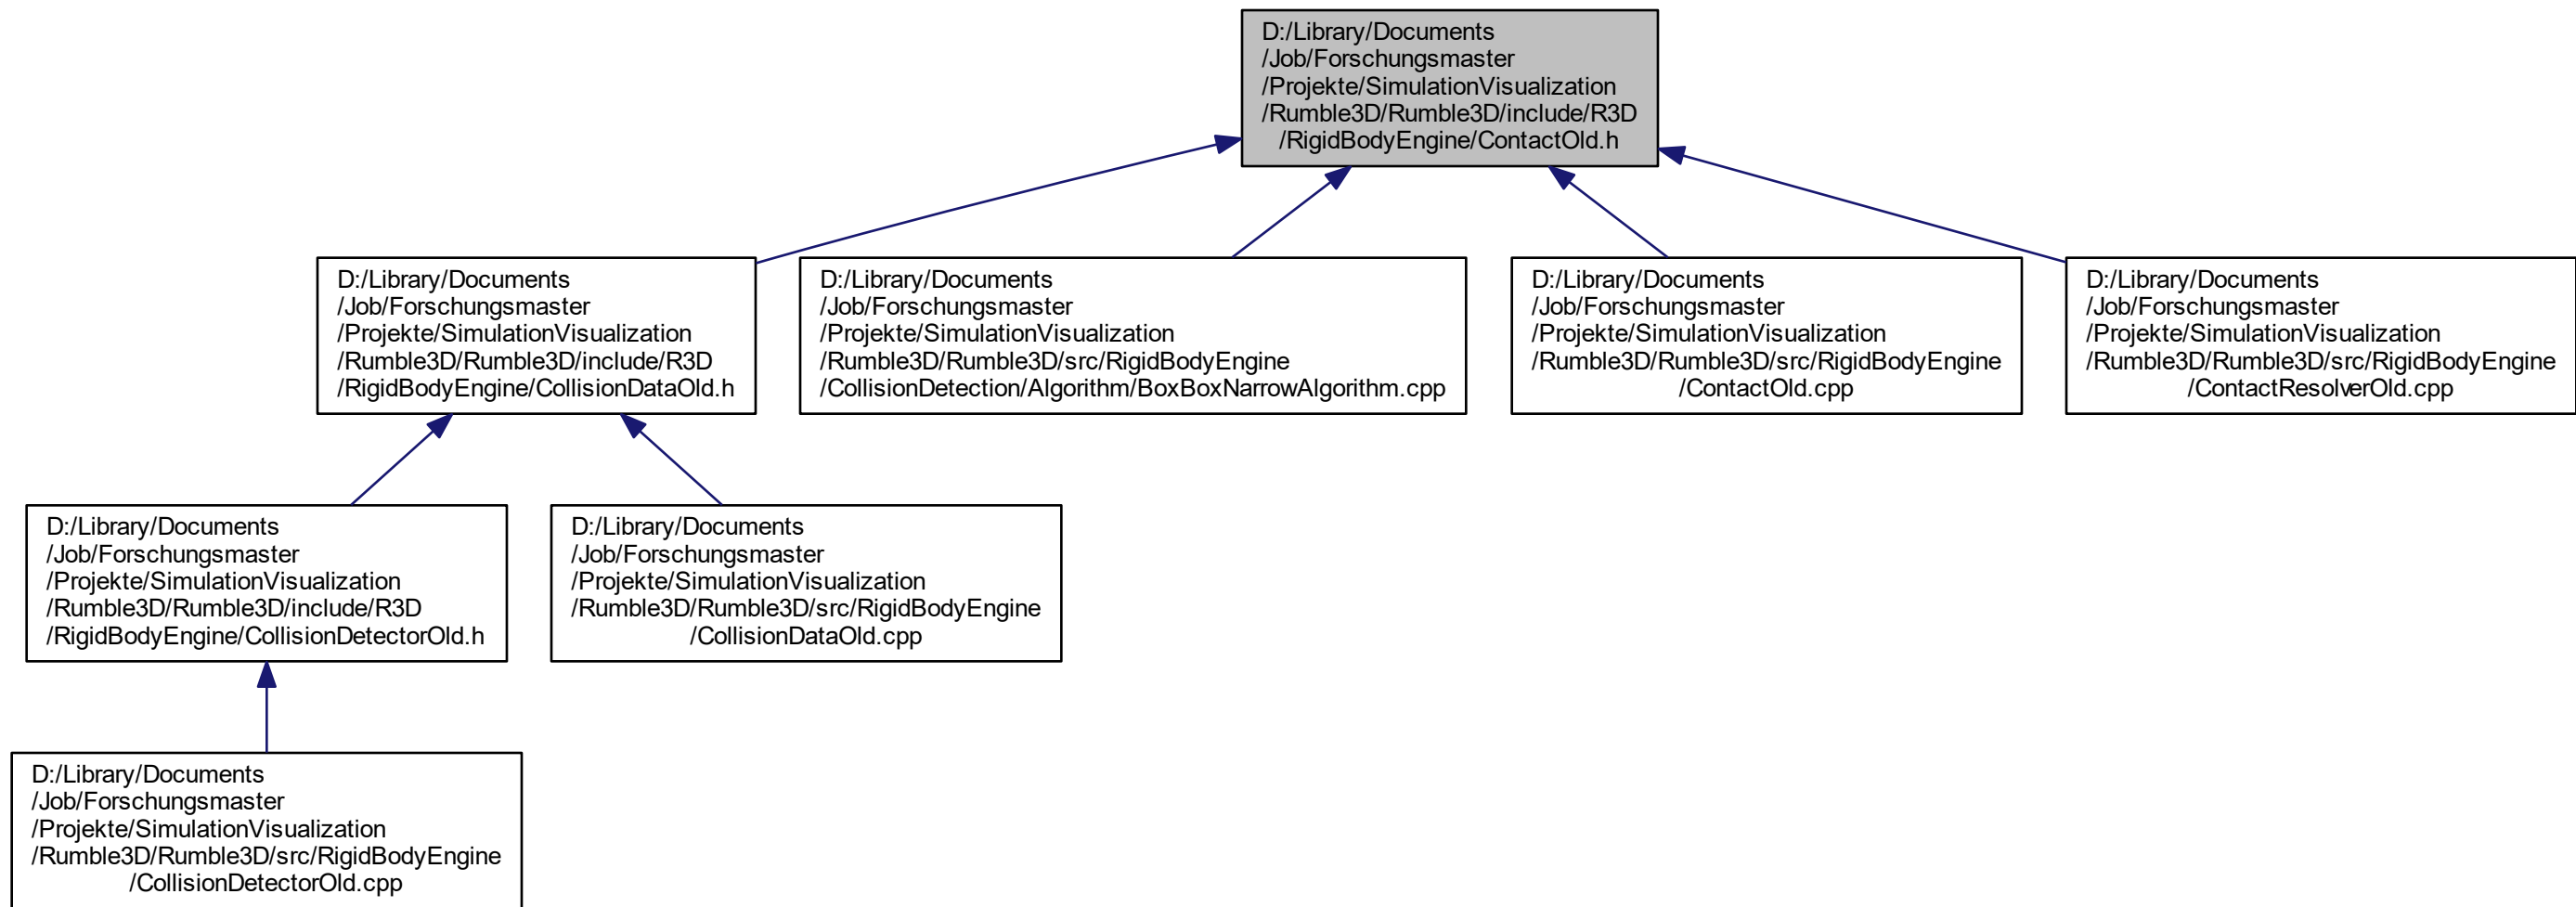 D:/Library/Documents
/Job/Forschungsmaster
/Projekte/SimulationVisualization
/Rumble3D/Rumble3D/include/R3D
/RigidBodyEngine/ContactOld.h
D:/Library/Documents
/Job/Forschungsmaster
/Projekte/SimulationVisualization
/Rumble3D/Rumble3D/include/R3D
/RigidBodyEngine/CollisionDataOld.h
D:/Library/Documents
/Job/Forschungsmaster
/Projekte/SimulationVisualization
/Rumble3D/Rumble3D/src/RigidBodyEngine
/CollisionDetection/Algorithm/BoxBoxNarrowAlgorithm.cpp
D:/Library/Documents
/Job/Forschungsmaster
/Projekte/SimulationVisualization
/Rumble3D/Rumble3D/src/RigidBodyEngine
/ContactOld.cpp
D:/Library/Documents
/Job/Forschungsmaster
/Projekte/SimulationVisualization
/Rumble3D/Rumble3D/src/RigidBodyEngine
/ContactResolverOld.cpp
D:/Library/Documents
/Job/Forschungsmaster
/Projekte/SimulationVisualization
/Rumble3D/Rumble3D/include/R3D
/RigidBodyEngine/CollisionDetectorOld.h
D:/Library/Documents
/Job/Forschungsmaster
/Projekte/SimulationVisualization
/Rumble3D/Rumble3D/src/RigidBodyEngine
/CollisionDataOld.cpp
D:/Library/Documents
/Job/Forschungsmaster
/Projekte/SimulationVisualization
/Rumble3D/Rumble3D/src/RigidBodyEngine
/CollisionDetectorOld.cpp